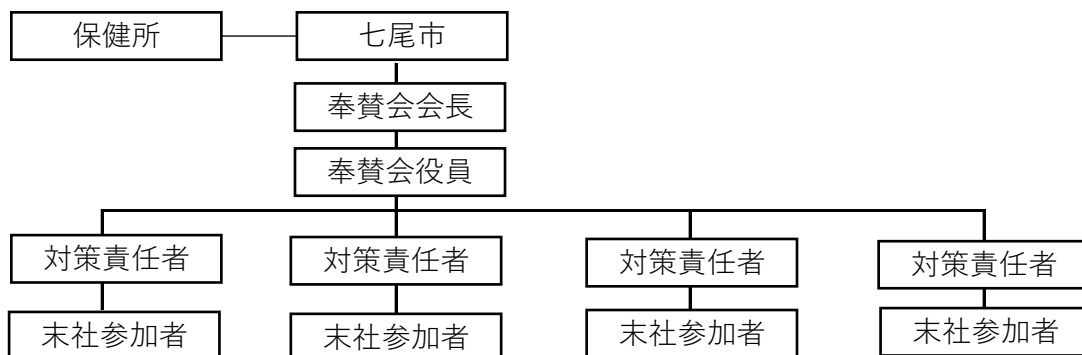 保健所 七尾市
奉賛会会長
奉賛会役員
対策責任者 対策責任者 対策責任者 対策責任者
末社参加者 末社参加者 末社参加者 末社参加者